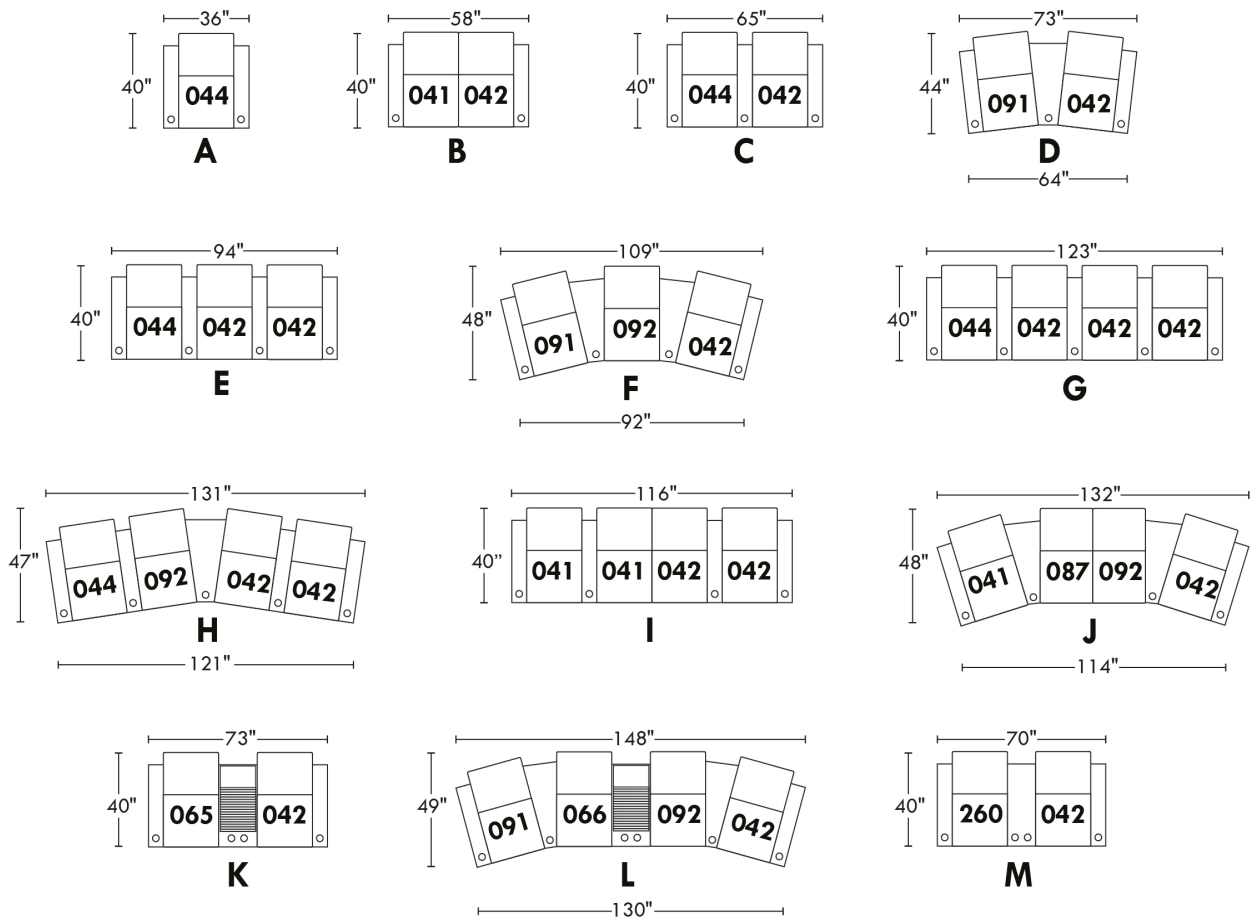 36" 58" 65" 73"
40" 40" 40" 44"
044 041 042 044 042 091 042
A B C D
64"
94" 109" 123"
40" 48" 40"
044 042 042 091 092 042 044 042 042 042
E F G
92"
131" 116" 132"
47" 40” 48"
044 092 042 042 041 041 042 042 041 087 092 042
H I J
121" 114"
73" 148" 70"
40" 49" 40"
065 042 091 066 092 042 260 042
K L M
130"